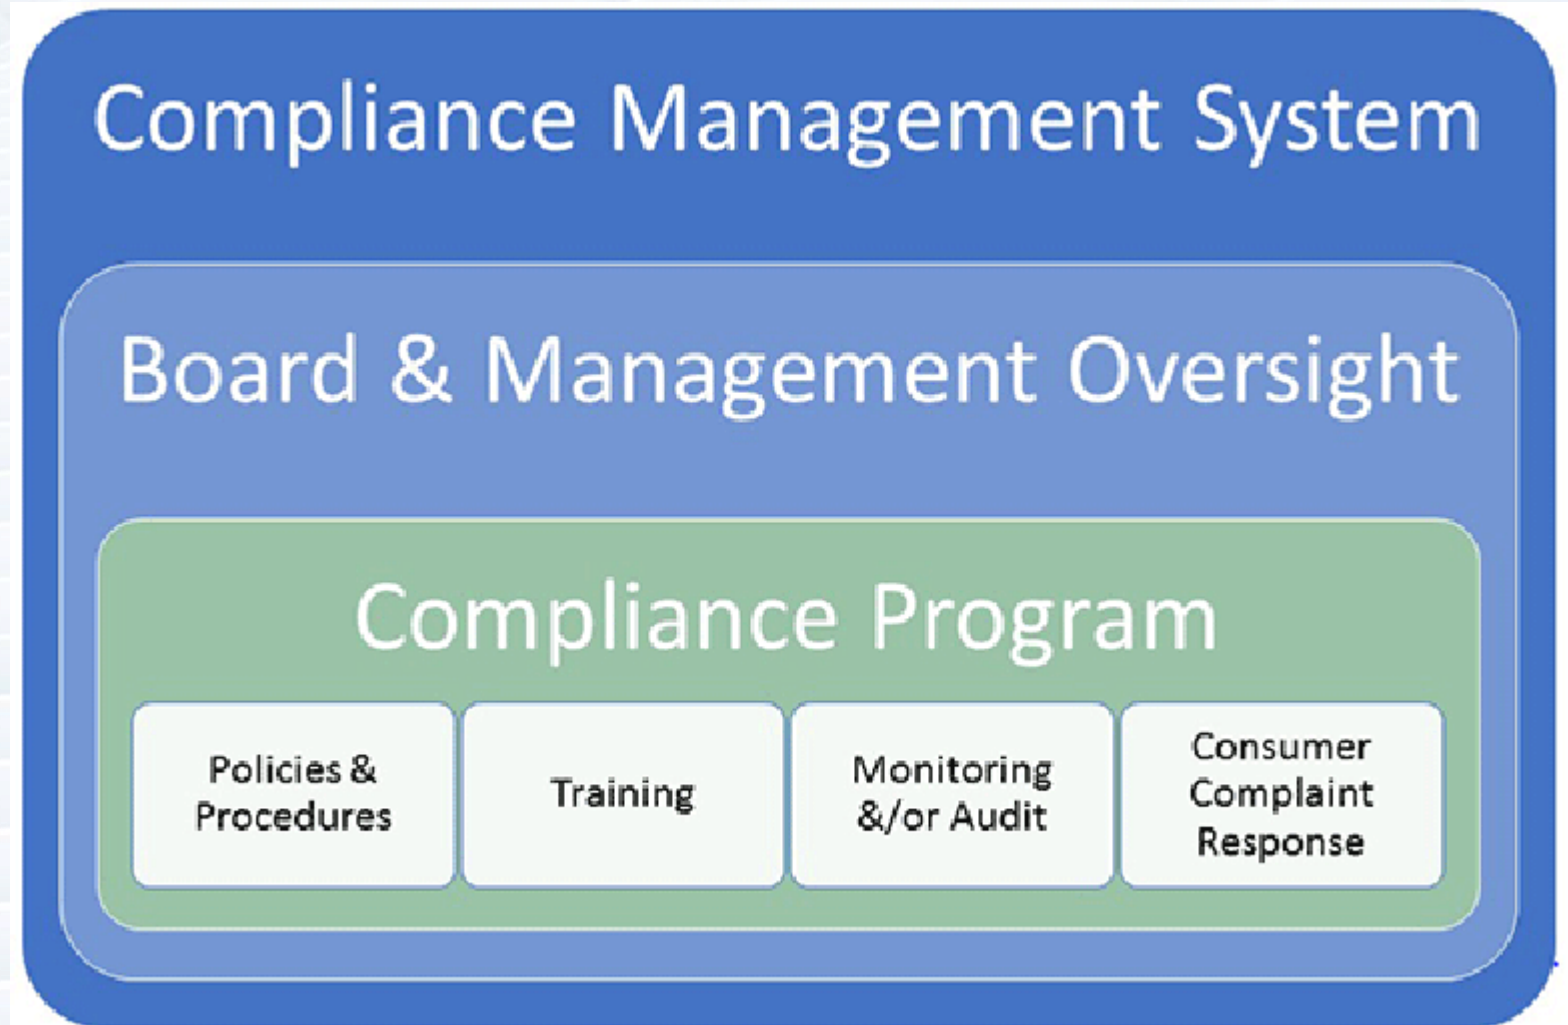 Compliance Management System
Board & Management Oversight
Compliance Program
Policies &
Procedures
Training
Monitoring
&/or Audit
Consumer
Complaint
Response